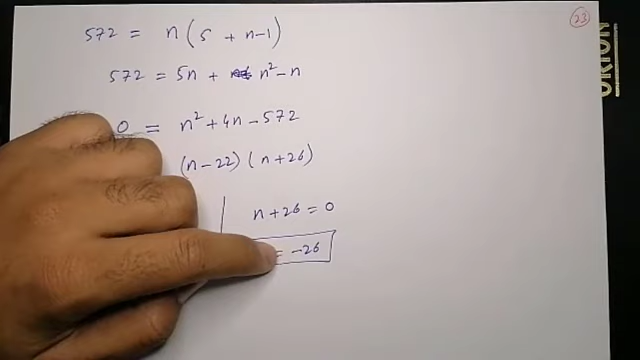 23
572 = n(5 + n-1)
572 = 5n + n² - n
0 = n² + 4n - 572
(n-22)(n+26)
n+26 = 0
= -26
ORION